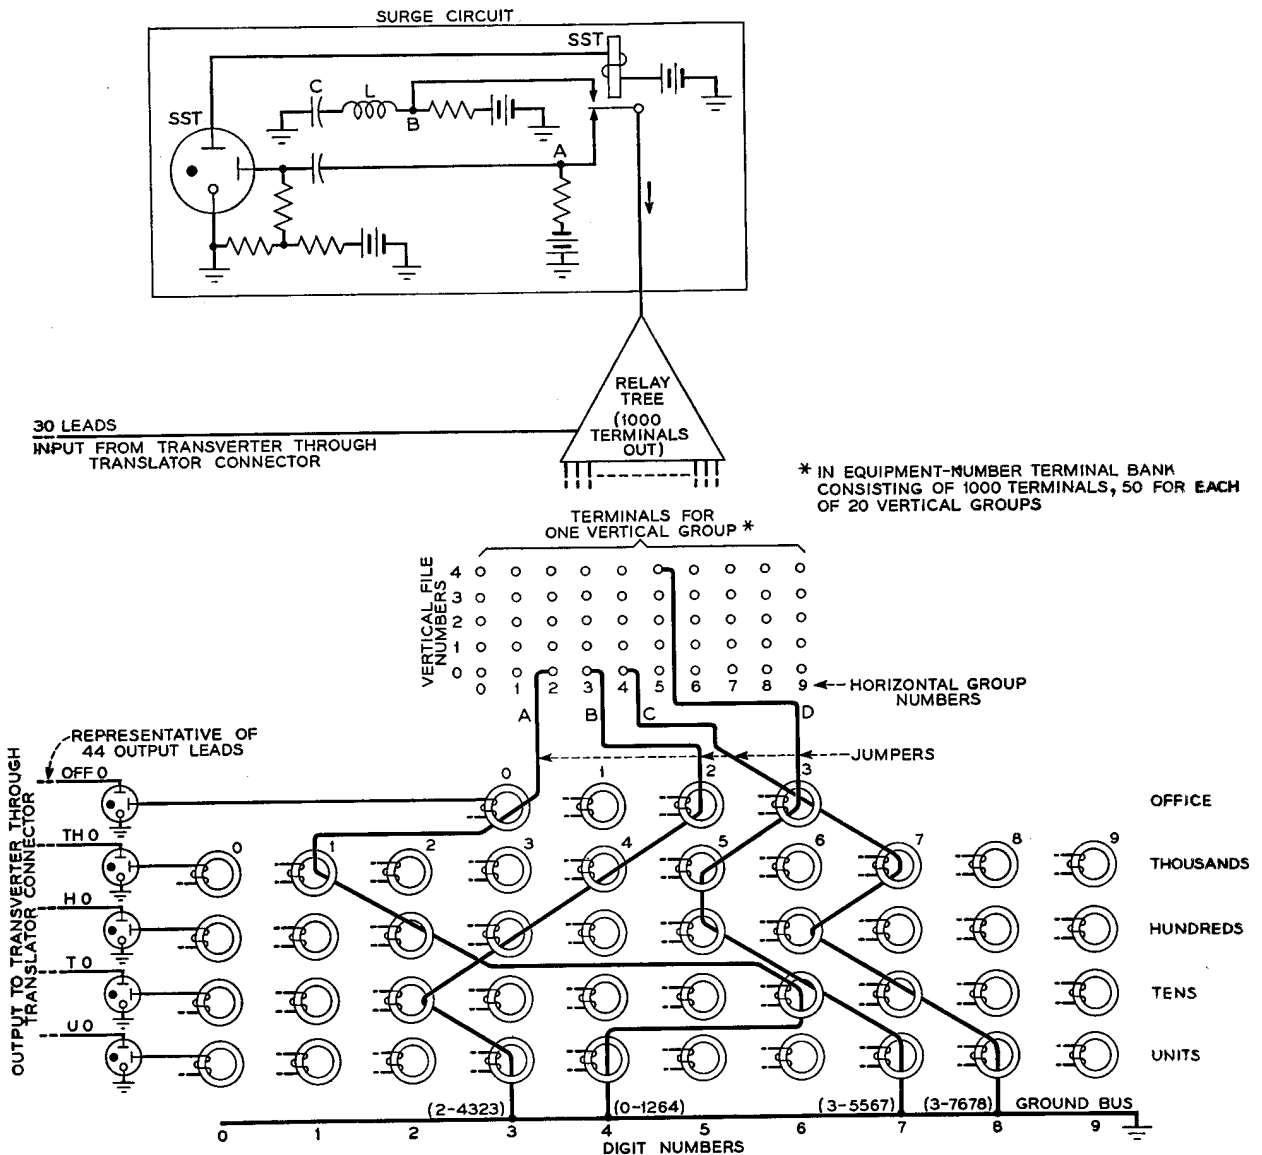 SURGE CIRCUIT
SST
C
L
B
SST
A
RELAY
TREE
(1000
TERMINALS
OUT)
30 LEADS
INPUT FROM TRANSVERTER THROUGH
TRANSLATOR CONNECTOR
* IN EQUIPMENT-NUMBER TERMINAL BANK
CONSISTING OF 1000 TERMINALS, 50 FOR EACH
OF 20 VERTICAL GROUPS
TERMINALS FOR
ONE VERTICAL GROUP *
VERTICAL FILE
NUMBERS
4
3
2
1
0
0 1 2 3 4 5 6 7 8 9
HORIZONTAL GROUP
NUMBERS
A B C D
JUMPERS
REPRESENTATIVE OF
44 OUTPUT LEADS
OUTPUT TO TRANSVERTER THROUGH
TRANSLATOR CONNECTOR
OFF 0
0 1 2 3
OFFICE
TH 0
0 1 2 3 4 5 6 7 8 9
THOUSANDS
H 0
HUNDREDS
T 0
TENS
U 0
UNITS
(2-4323) (0-1264) (3-5567) (3-7678) GROUND BUS
0 1 2 3 4 5 6 7 8 9
DIGIT NUMBERS